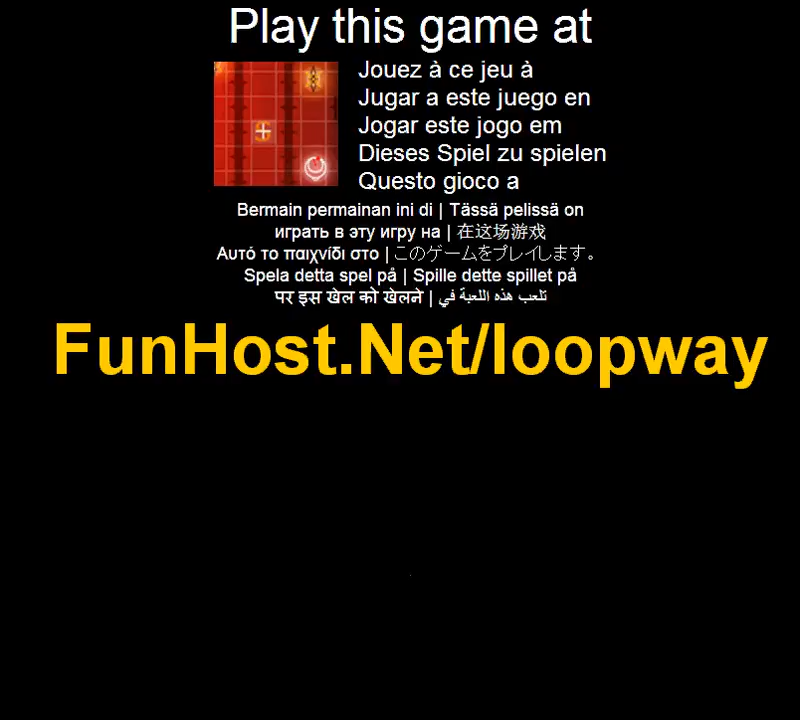 Play this game at
Jouez à ce jeu à
Jugar a este juego en
Jogar este jogo em
Dieses Spiel zu spielen
Questo gioco a
Bermain permainan ini di | Tässä pelissä on
играть в эту игру на | 在这场游戏
Αυτό το παιχνίδι στο | このゲームをプレイします。
Spela detta spel på | Spille dette spillet på
पर इस खेल को खेलने | تلعب هذه اللعبة في
FunHost.Net/loopway